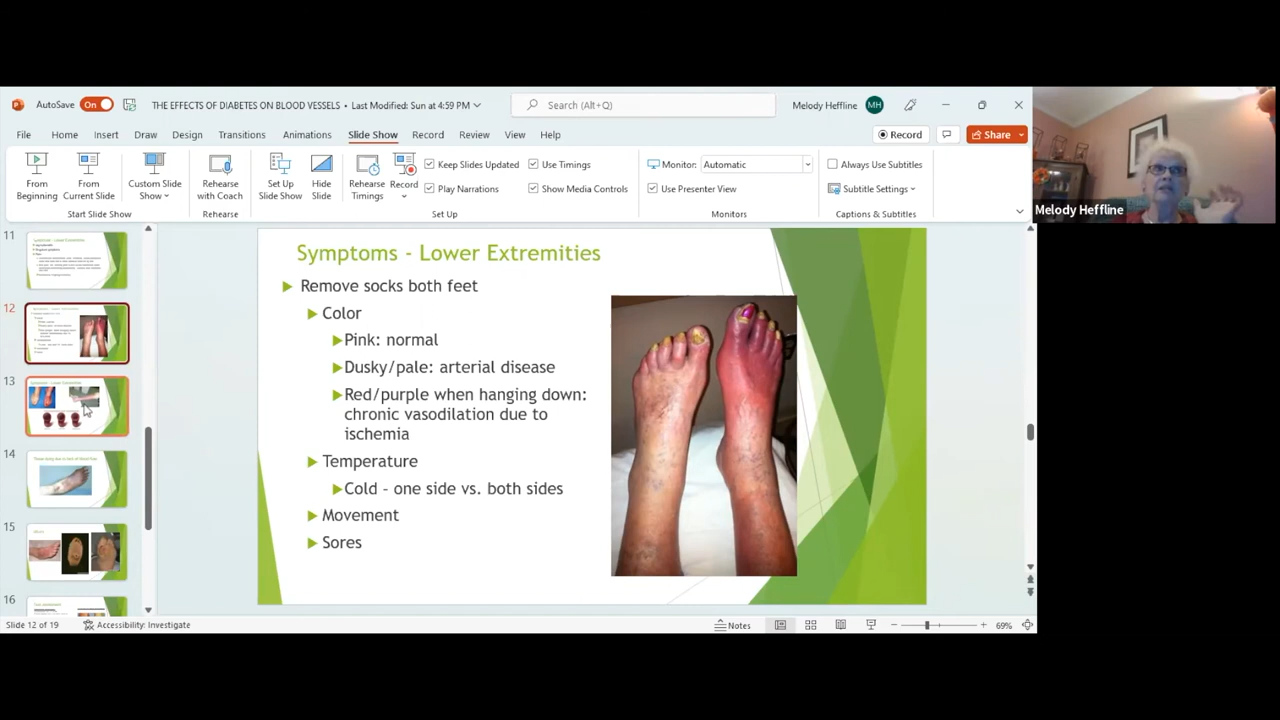 AutoSave On THE EFFECTS OF DIABETES ON BLOOD VESSELS • Last Modified: Sun at 4:59 PM Search (Alt+Q) Melody Heffline MH
File Home Insert Draw Design Transitions Animations Slide Show Record Review View Help Record Share
From Beginning
From Current Slide
Custom Slide Show
Start Slide Show
Rehearse with Coach
Rehearse
Set Up Slide Show
Hide Slide
Rehearse Timings
Record
Keep Slides Updated
Play Narrations
Use Timings
Show Media Controls
Set Up
Monitor: Automatic
Use Presenter View
Monitors
Always Use Subtitles
Subtitle Settings
Captions & Subtitles
Melody Heffline
11
Symptoms - Lower Extremities
12
13
Symptoms - Lower Extremities
14
15
16
Symptoms - Lower Extremities
Remove socks both feet
Color
Pink: normal
Dusky/pale: arterial disease
Red/purple when hanging down:
chronic vasodilation due to
ischemia
Temperature
Cold - one side vs. both sides
Movement
Sores
Slide 12 of 19 Accessibility: Investigate Notes 69%